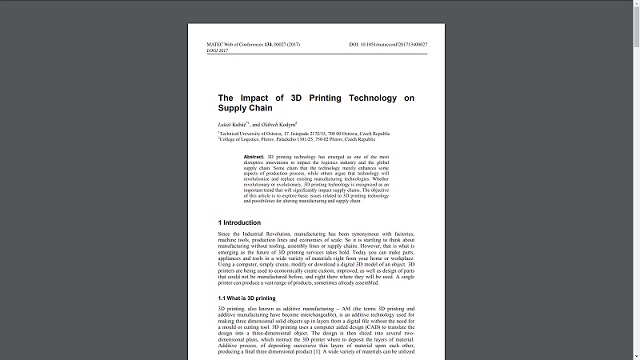 MATEC Web of Conferences 134, 00027 (2017) DOI: 10.1051/matecconf/201713400027
LOGI 2017
The Impact of 3D Printing Technology on
Supply Chain
Lukáš Kubáč1*, and Oldřich Kodym2
1Technical University of Ostrava, 17. listopadu 2172/15, 708 00 Ostrava, Czech Republic
2College of Logistics, Přerov, Palackého 1381/25, 750 02 Přerov, Czech Republic
Abstract. 3D printing technology has emerged as one of the most
disruptive innovations to impact the logistics industry and the global
supply chain. Some claim that the technology merely enhances some
aspects of production process, while others argue that technology will
revolutionize and replace existing manufacturing technologies. Whether
revolutionary or evolutionary, 3D printing technology is recognized as an
important trend that will significantly impact supply chains. The objective
of this article is to explore basic issues related to 3D printing technology
and possibilities for altering manufacturing and supply chain
1 Introduction
Since the Industrial Revolution, manufacturing has been synonymous with factories,
machine tools, production lines and economies of scale. So it is startling to think about
manufacturing without tooling, assembly lines or supply chains. However, that is what is
emerging as the future of 3D printing services takes hold. Today you can make parts,
appliances and tools in a wide variety of materials right from your home or workplace.
Using a computer, simply create, modify or download a digital 3D model of an object. 3D
printers are being used to economically create custom, improved, as well as design of parts
that could not be manufactured before, and right there where they will be used. A single
printer can produce a vast range of products, sometimes already assembled.
1.1 What is 3D printing
3D printing, also known as additive manufacturing – AM (the terms 3D printing and
additive manufacturing have become interchangeable), is an additive technology used for
making three dimensional solid objects up in layers from a digital file without the need for
a mould or cutting tool. 3D printing uses a computer aided design (CAD) to translate the
design into a three-dimensional object. The design is then sliced into several two-
dimensional plans, which instruct the 3D printer where to deposit the layers of material.
Additive process, of depositing successive thin layers of material upon each other,
producing a final three dimensional product [1]. A wide variety of materials can be utilized